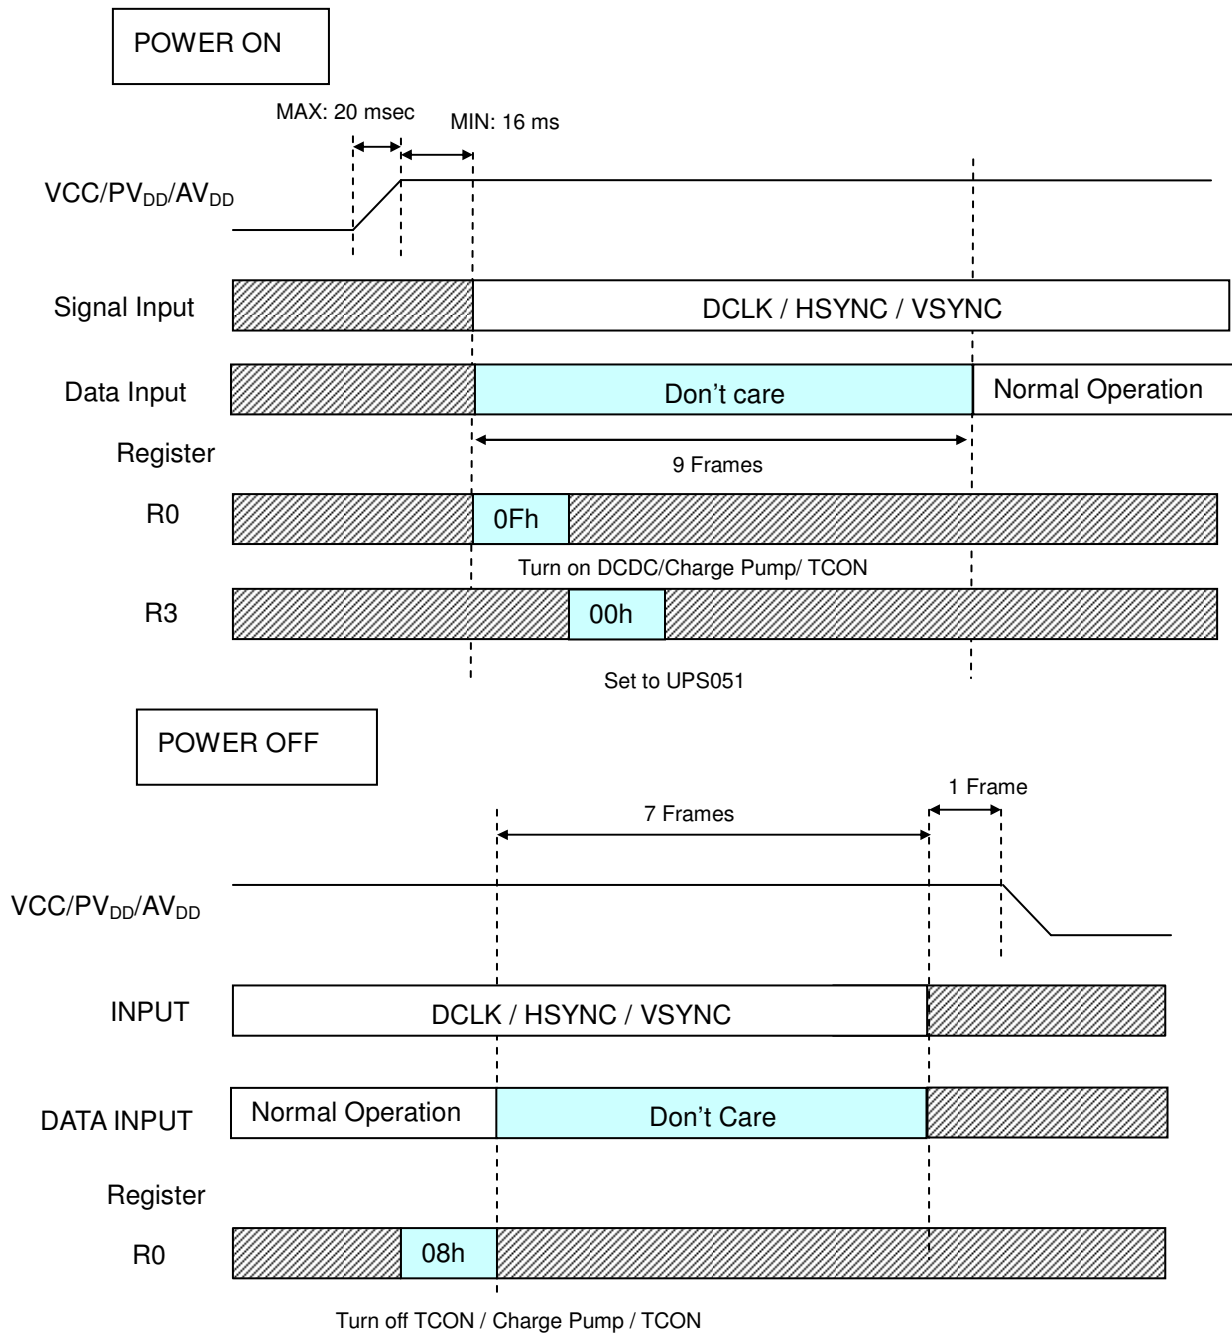 POWER ON
MAX: 20 msec
MIN: 16 ms
VCC/PVDD/AVDD
Signal Input
DCLK / HSYNC / VSYNC
Data Input
Don't care
Normal Operation
Register
9 Frames
R0
0Fh
Turn on DCDC/Charge Pump/ TCON
R3
00h
Set to UPS051
POWER OFF
1 Frame
7 Frames
VCC/PVDD/AVDD
INPUT
DCLK / HSYNC / VSYNC
DATA INPUT
Normal Operation
Don't Care
Register
R0
08h
Turn off TCON / Charge Pump / TCON